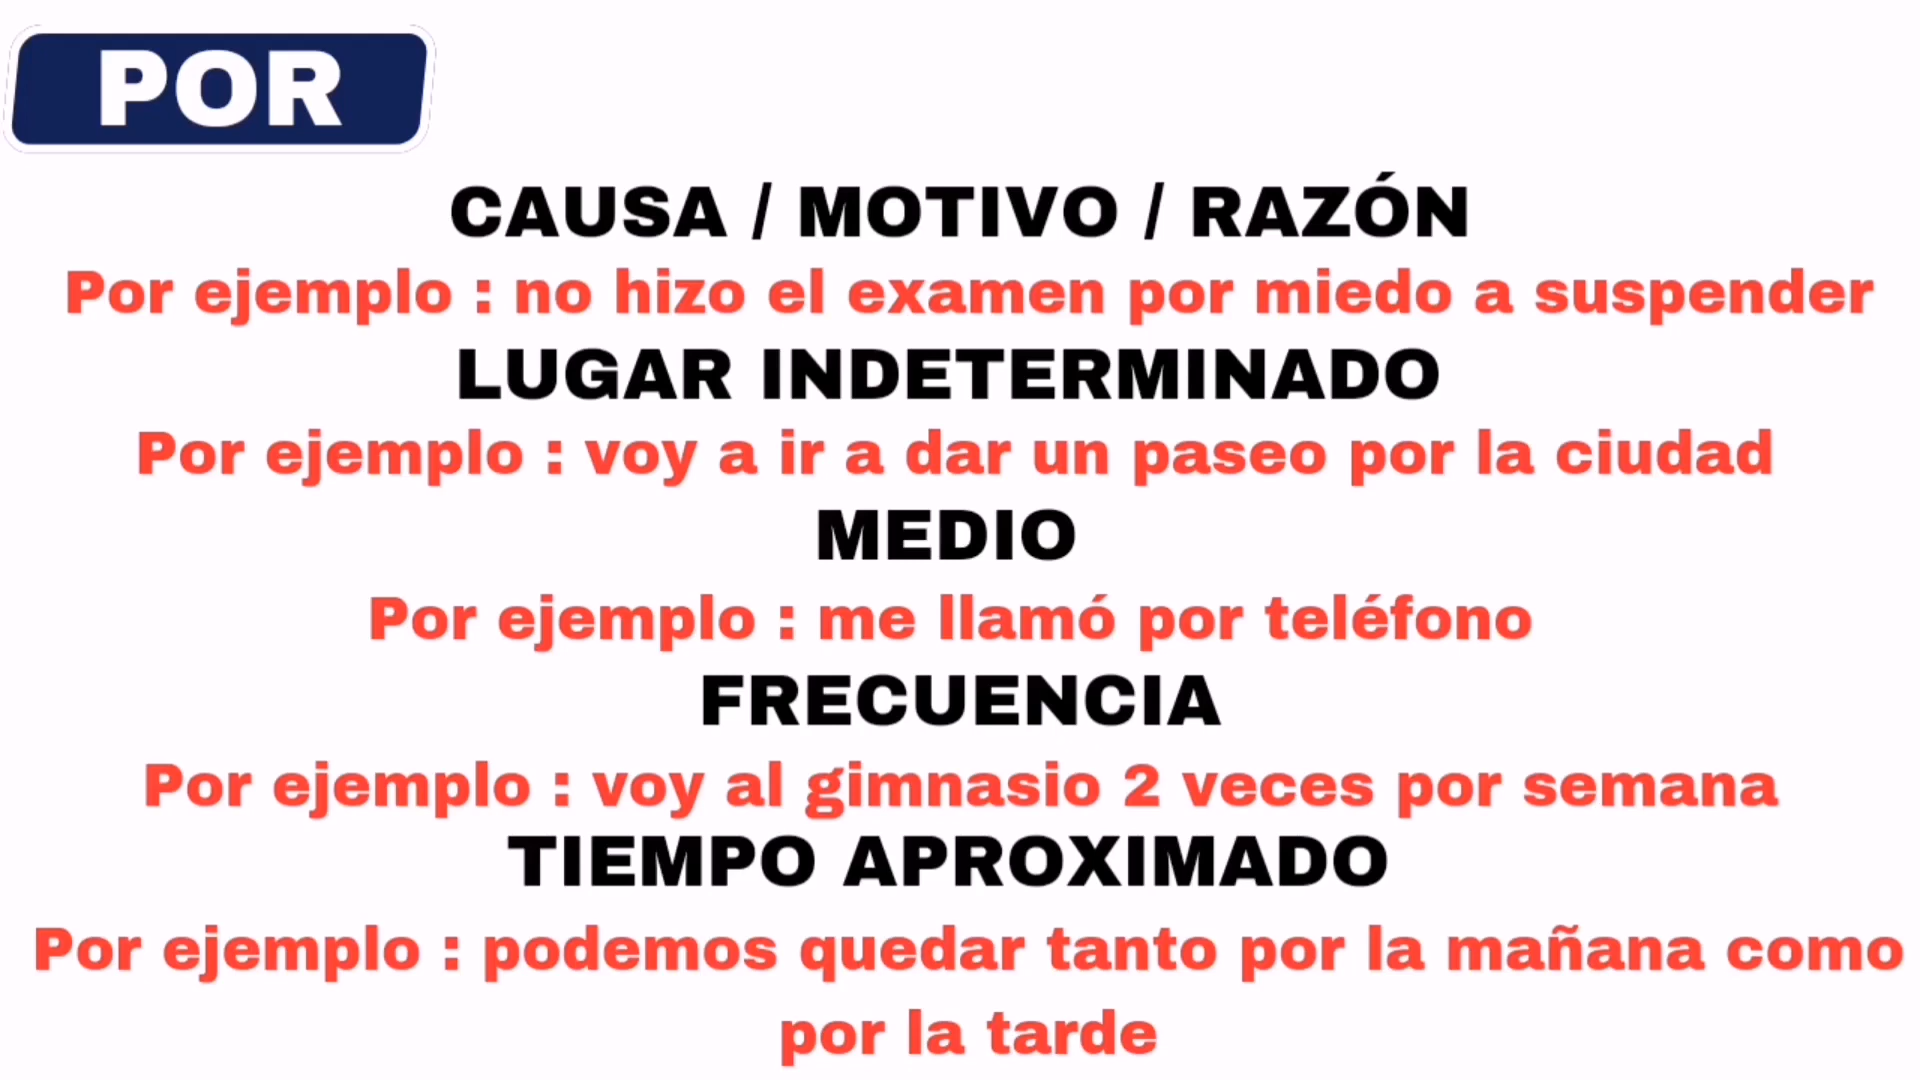 POR
CAUSA / MOTIVO / RAZÓN
Por ejemplo : no hizo el examen por miedo a suspender
LUGAR INDETERMINADO
Por ejemplo : voy a ir a dar un paseo por la ciudad
MEDIO
Por ejemplo : me llamó por teléfono
FRECUENCIA
Por ejemplo : voy al gimnasio 2 veces por semana
TIEMPO APROXIMADO
Por ejemplo : podemos quedar tanto por la mañana como
por la tarde